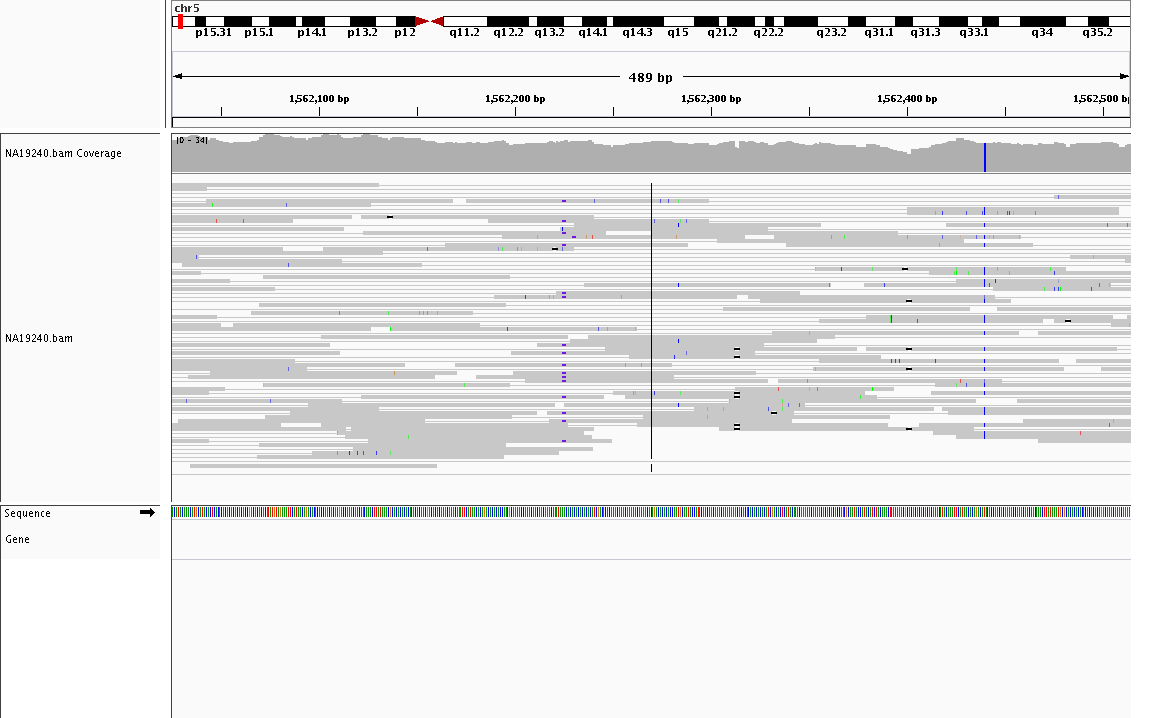 chr5
p15.31 p15.1 p14.1 p13.2 p12 q11.2 q12.2 q13.2 q14.1 q14.3 q15 q21.2 q22.2 q23.2 q31.1 q31.3 q33.1 q34 q35.2
489 bp
1,562,100 bp 1,562,200 bp 1,562,300 bp 1,562,400 bp 1,562,500 bp
NA19240.bam Coverage
[0 - 34]
NA19240.bam
Sequence
Gene